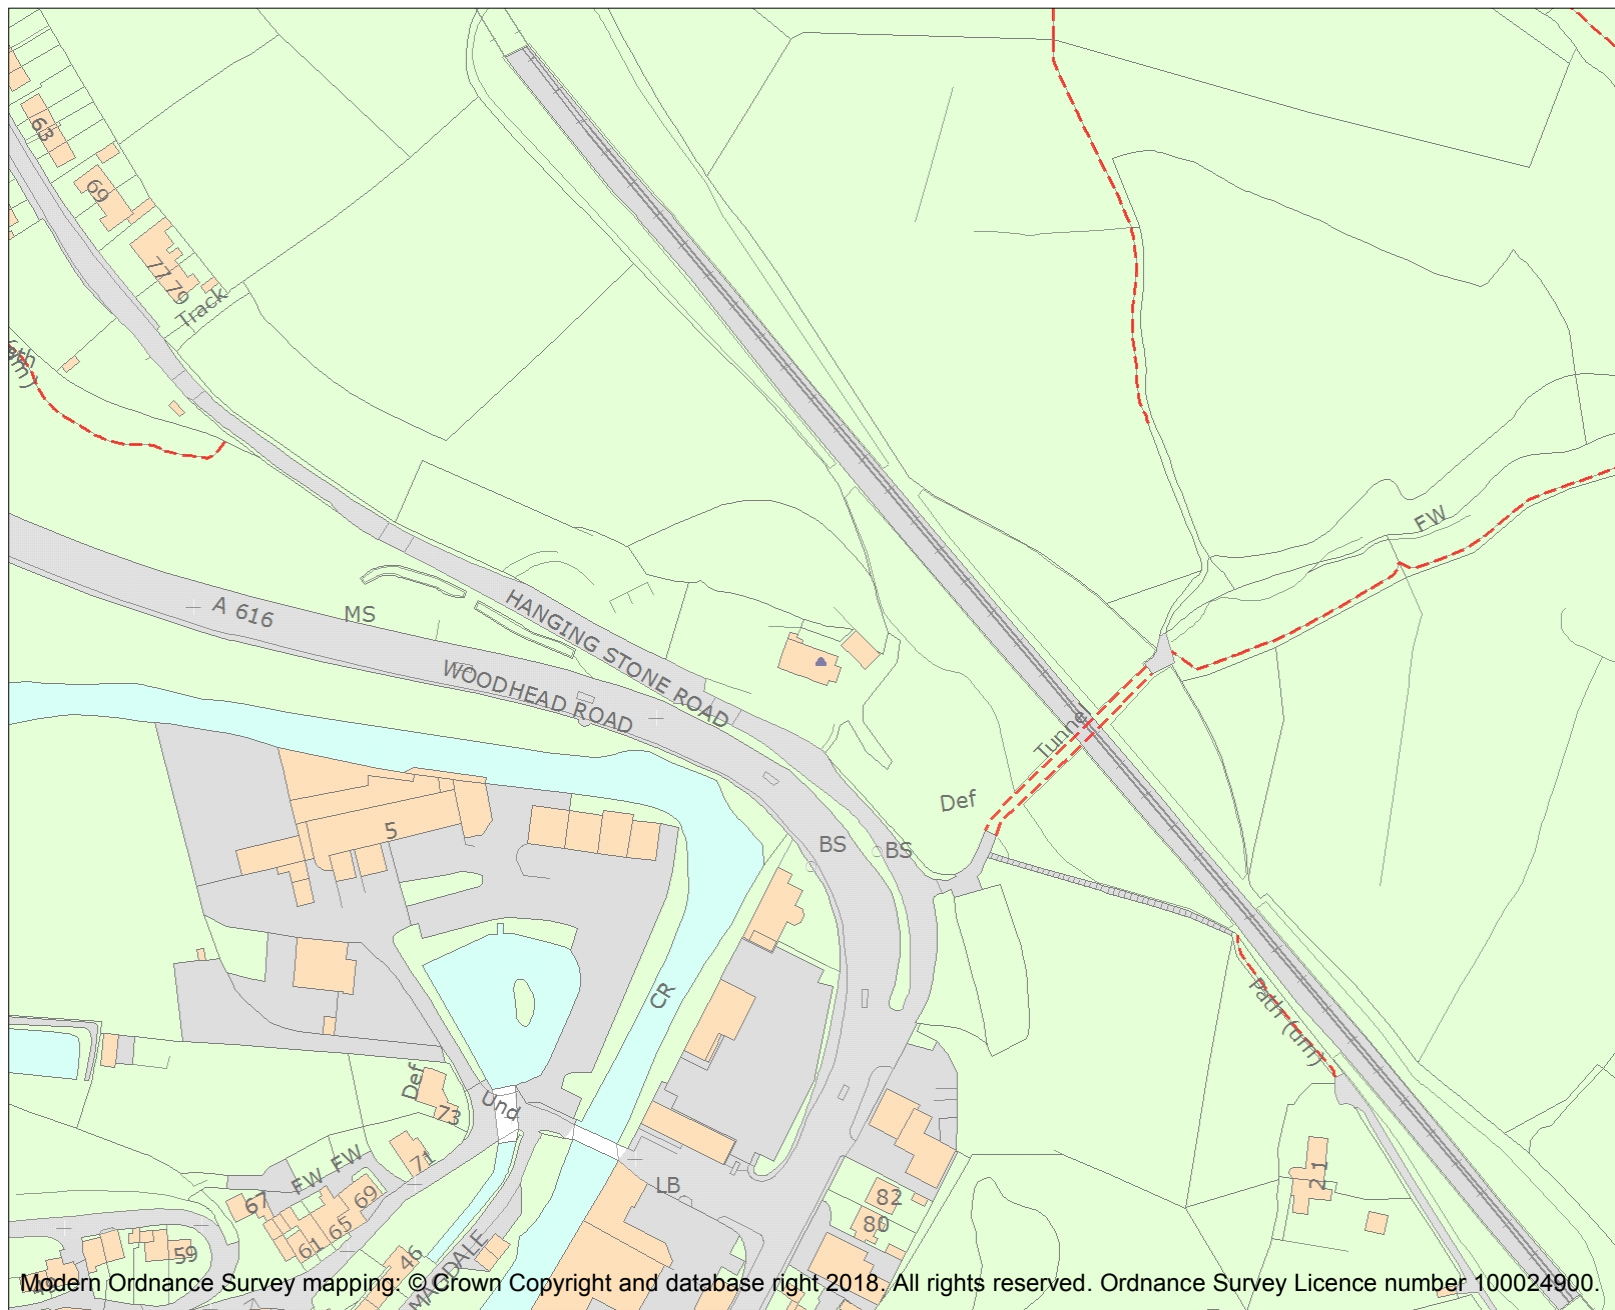 63
69
77
79
Track
FW
A 616
MS
HANGING STONE ROAD
WOODHEAD ROAD
Tunnel
Def
5
BS
BS
CR
Path (um)
Def
Und
73
71
FW
FW
67
69
65
61
59
46
MAGDALE
LB
82
80
21
Modern Ordnance Survey mapping: © Crown Copyright and database right 2018. All rights reserved. Ordnance Survey Licence number 100024900.